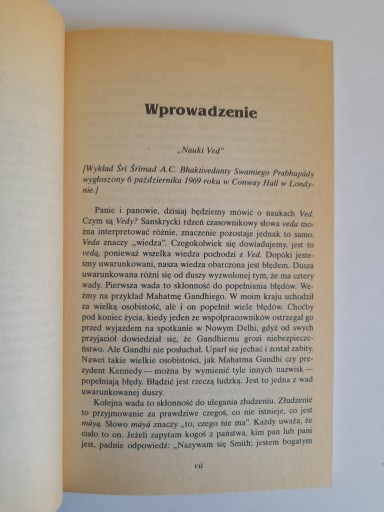 Wprowadzenie
„Nauki Ved”
[Wykład Śrī Śrīmad A.C. Bhaktivedanty Swamiego Prabhupādy
wygłoszony 6 października 1969 roku w Conway Hall w Londy-
nie.]
Panie i panowie, dzisiaj będziemy mówić o naukach Ved.
Czym są Vedy? Sanskrycki rdzeń czasownikowy słowa veda mo-
żna interpretować różnie, znaczenie pozostaje jednak to samo.
Veda znaczy „wiedza”. Czegokolwiek się dowiadujemy, jest to
vedą, ponieważ wszelka wiedza pochodzi z Ved. Dopóki jeste-
śmy uwarunkowani, nasza wiedza obarczona jest błędem. Dusza
uwarunkowana różni się od duszy wyzwolonej tym, że ma cztery
wady. Pierwsza wada to skłonność do popełniania błędów. We-
źmy na przykład Mahatmę Gandhiego. W moim kraju uchodził
za wielką osobistość, ale i on popełnił wiele błędów. Choćby
pod koniec życia, kiedy jeden ze współpracowników ostrzegał go
przed wyjazdem na spotkanie w Nowym Delhi, gdyż od swych
przyjaciół dowiedział się, że Gandhiemu grozi niebezpiecze-
ństwo. Ale Gandhi nie posłuchał. Uparł się jechać i został zabity.
Nawet takie wielkie osobistości, jak Mahatma Gandhi czy pre-
zydent Kennedy — można by wymienić tyle innych nazwisk —
popełniają błędy. Błądzić jest rzeczą ludzką. Jest to jedna z wad
uwarunkowanej duszy.
Kolejna wada to skłonność do ulegania złudzeniu. Złudzenie
to przyjmowanie za prawdziwe czegoś, co nie istnieje, co jest
māyą. Słowo māyā znaczy „to, czego nie ma”. Każdy uważa, że
ciało to on. Jeżeli zapytam kogoś z państwa, kim pan lub pani
jest, padnie odpowiedź: „Nazywam się Smith; jestem bogatym
vii